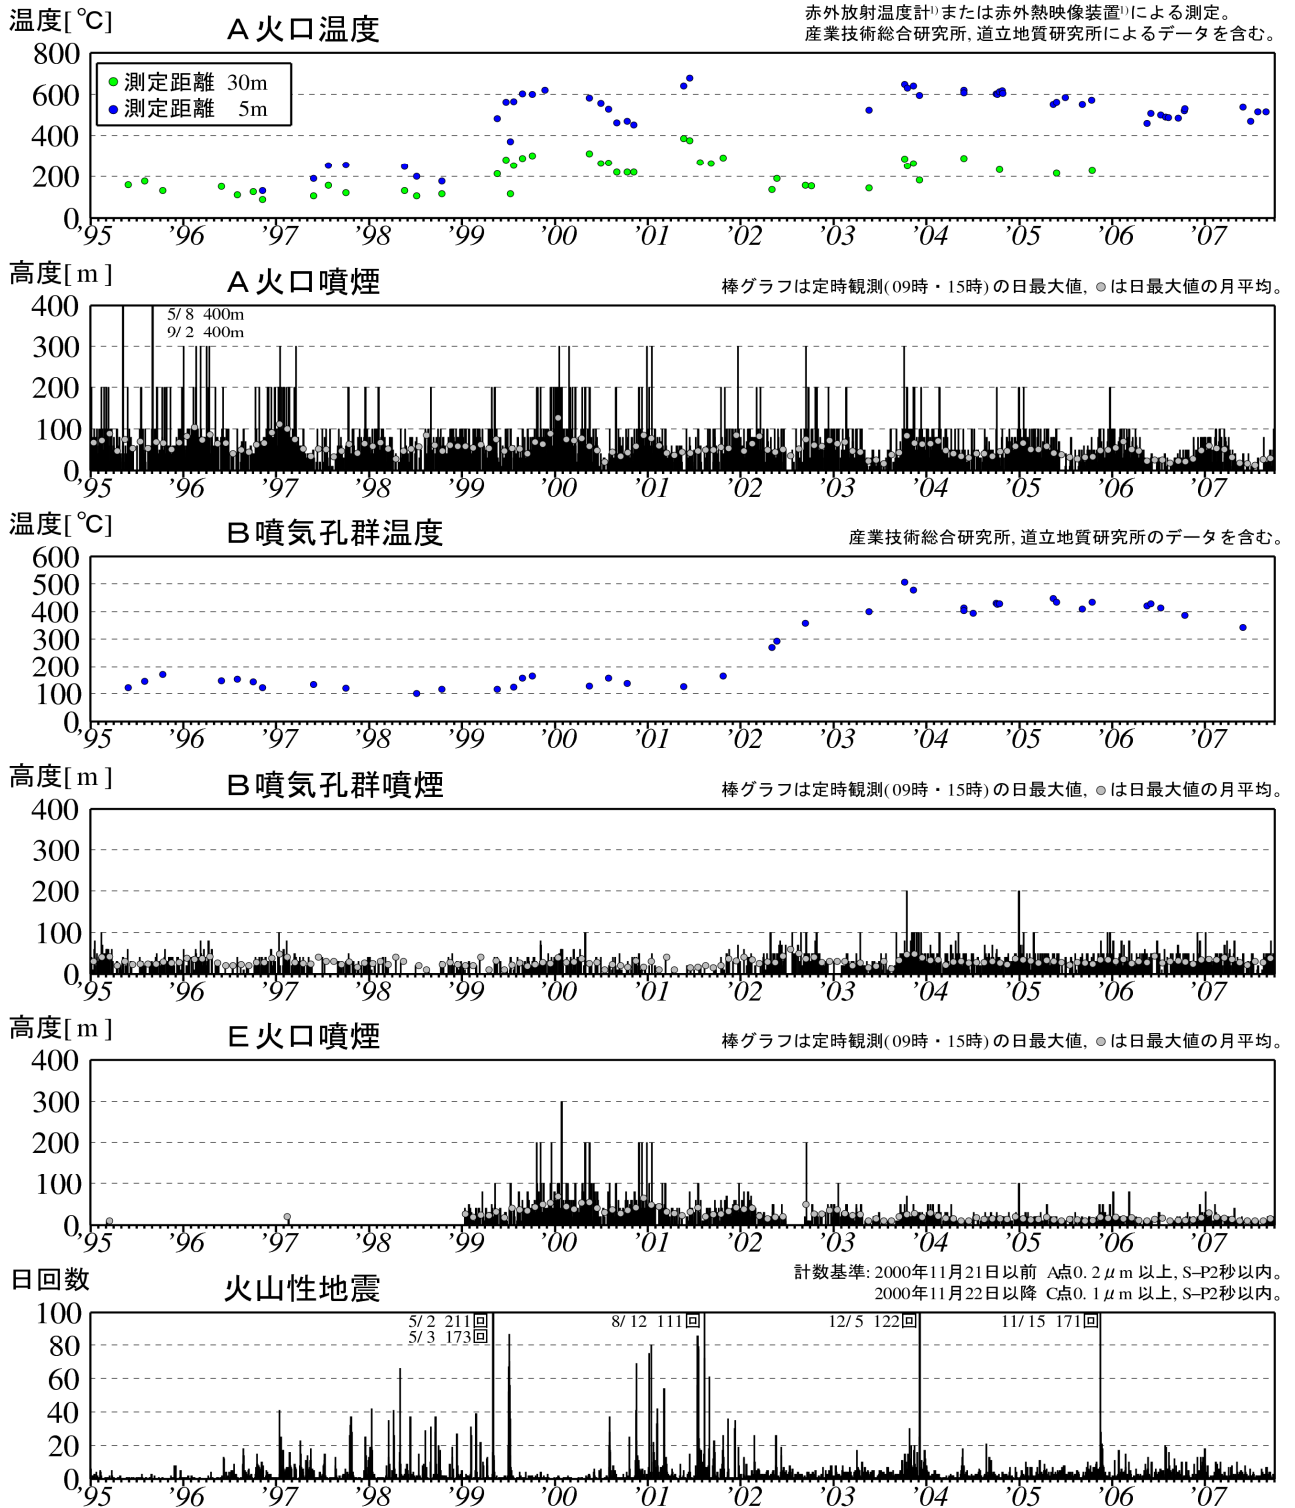 温度[℃]
A火口温度
赤外放射温度計1)または赤外熱映像装置1)による測定。
産業技術総合研究所, 道立地質研究所によるデータを含む。
800
600
400
200
0
測定距離 30m
測定距離 5m
'95 '96 '97 '98 '99 '00 '01 '02 '03 '04 '05 '06 '07
高度[m]
A火口噴煙
棒グラフは定時観測(09時・15時)の日最大値, ●は日最大値の月平均。
400
300
200
100
0
5/8 400m
9/2 400m
'95 '96 '97 '98 '99 '00 '01 '02 '03 '04 '05 '06 '07
温度[℃]
B噴気孔群温度
産業技術総合研究所, 道立地質研究所のデータを含む。
600
500
400
300
200
100
0
'95 '96 '97 '98 '99 '00 '01 '02 '03 '04 '05 '06 '07
高度[m]
B噴気孔群噴煙
棒グラフは定時観測(09時・15時)の日最大値, ●は日最大値の月平均。
400
300
200
100
0
'95 '96 '97 '98 '99 '00 '01 '02 '03 '04 '05 '06 '07
高度[m]
E火口噴煙
棒グラフは定時観測(09時・15時)の日最大値, ●は日最大値の月平均。
400
300
200
100
0
'95 '96 '97 '98 '99 '00 '01 '02 '03 '04 '05 '06 '07
日回数
火山性地震
計数基準: 2000年11月21日以前 A点0.2μm以上, S–P2秒以内。
2000年11月22日以降 C点0.1μm以上, S–P2秒以内。
100
80
60
40
20
0
5/2 211回
5/3 173回
8/12 111回
12/5 122回
11/15 171回
'95 '96 '97 '98 '99 '00 '01 '02 '03 '04 '05 '06 '07